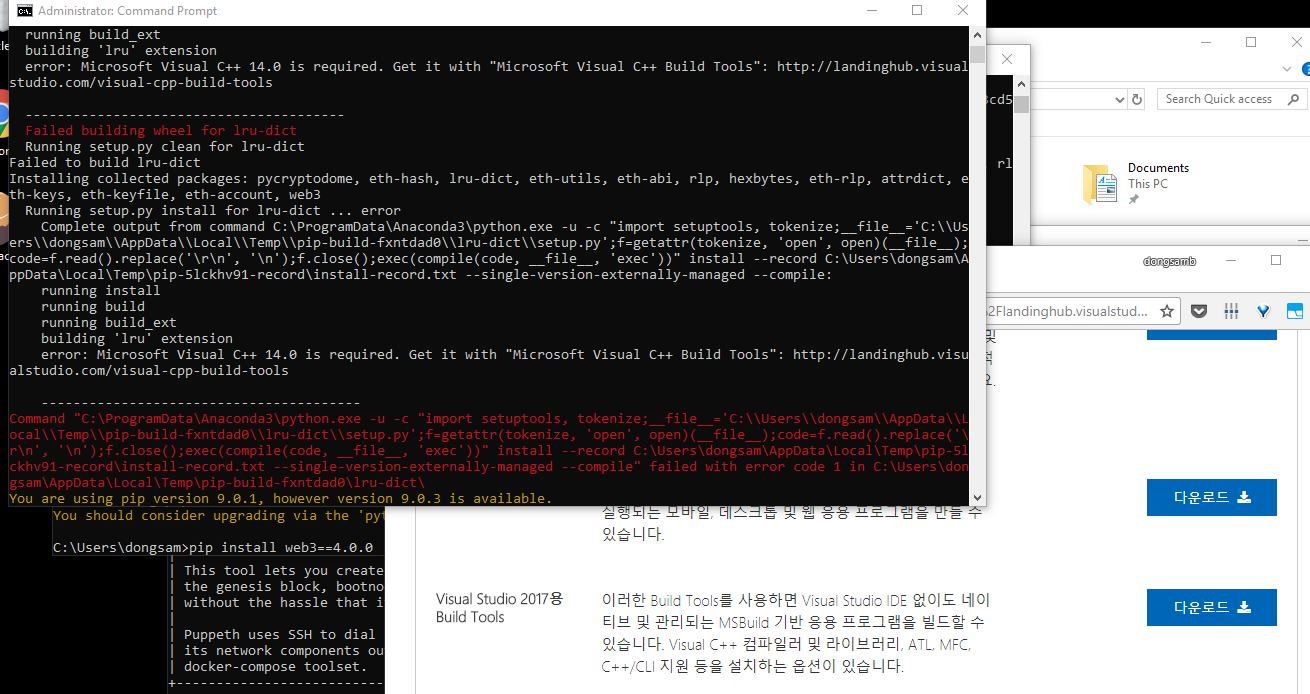 Administrator: Command Prompt
running build_ext
building 'lru' extension
error: Microsoft Visual C++ 14.0 is required. Get it with "Microsoft Visual C++ Build Tools": http://landinghub.visual
studio.com/visual-cpp-build-tools
----------------------------------------
Failed building wheel for lru-dict
Running setup.py clean for lru-dict
Failed to build lru-dict
Installing collected packages: pycryptodome, eth-hash, lru-dict, eth-utils, eth-abi, rlp, hexbytes, eth-rlp, attrdict, e
th-keys, eth-keyfile, eth-account, web3
Running setup.py install for lru-dict ... error
Complete output from command C:\ProgramData\Anaconda3\python.exe -u -c "import setuptools, tokenize;__file__='C:\\Us
ers\\dongsam\\AppData\\Local\\Temp\\pip-build-fxntdad0\\lru-dict\\setup.py';f=getattr(tokenize, 'open', open)(__file__);
code=f.read().replace('\r\n', '\n');f.close();exec(compile(code, __file__, 'exec'))" install --record C:\Users\dongsam\A
ppData\Local\Temp\pip-5lckhv91-record\install-record.txt --single-version-externally-managed --compile:
running install
running build
running build_ext
building 'lru' extension
error: Microsoft Visual C++ 14.0 is required. Get it with "Microsoft Visual C++ Build Tools": http://landinghub.visu
alstudio.com/visual-cpp-build-tools
----------------------------------------
Command "C:\ProgramData\Anaconda3\python.exe -u -c "import setuptools, tokenize;__file__='C:\\Users\\dongsam\\AppData\\L
ocal\\Temp\\pip-build-fxntdad0\\lru-dict\\setup.py';f=getattr(tokenize, 'open', open)(__file__);code=f.read().replace('\
r\n', '\n');f.close();exec(compile(code, __file__, 'exec'))" install --record C:\Users\dongsam\AppData\Local\Temp\pip-5l
ckhv91-record\install-record.txt --single-version-externally-managed --compile" failed with error code 1 in C:\Users\don
gsam\AppData\Local\Temp\pip-build-fxntdad0\lru-dict\
You are using pip version 9.0.1, however version 9.0.3 is available.
You should consider upgrading via the 'pyt
C:\Users\dongsam>pip install web3==4.0.0
| This tool lets you create
| the genesis block, bootno
| without the hassle that i
|
| Puppeth uses SSH to dial
| its network components ou
| docker-compose toolset.
+--------------------------
cd5
rl
Search Quick access
Documents
This PC
dongsamb
2Flandinghub.visualstud...
및
적
요.
다운로드
실행되는 모바일, 데스크톱 및 웹 응용 프로그램을 만들 수
있습니다.
Visual Studio 2017용
Build Tools
이러한 Build Tools를 사용하면 Visual Studio IDE 없이도 네이
티브 및 관리되는 MSBuild 기반 응용 프로그램을 빌드할 수
있습니다. Visual C++ 컴파일러 및 라이브러리, ATL, MFC,
C++/CLI 지원 등을 설치하는 옵션이 있습니다.
다운로드